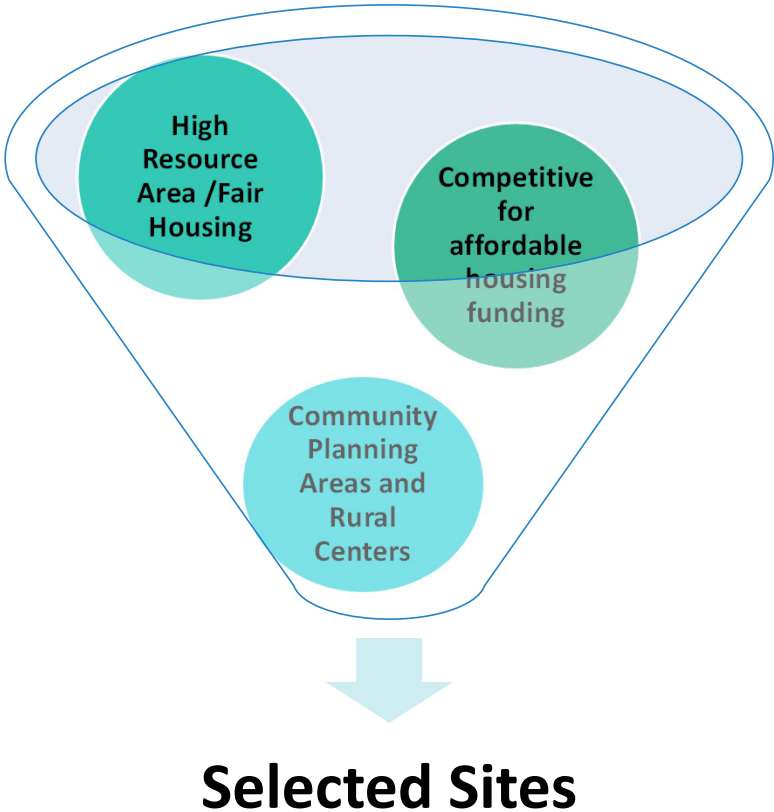 High
Resource
Area /Fair
Housing
Competitive
for
affordable
housing
funding
Community
Planning
Areas and
Rural
Centers
Selected Sites